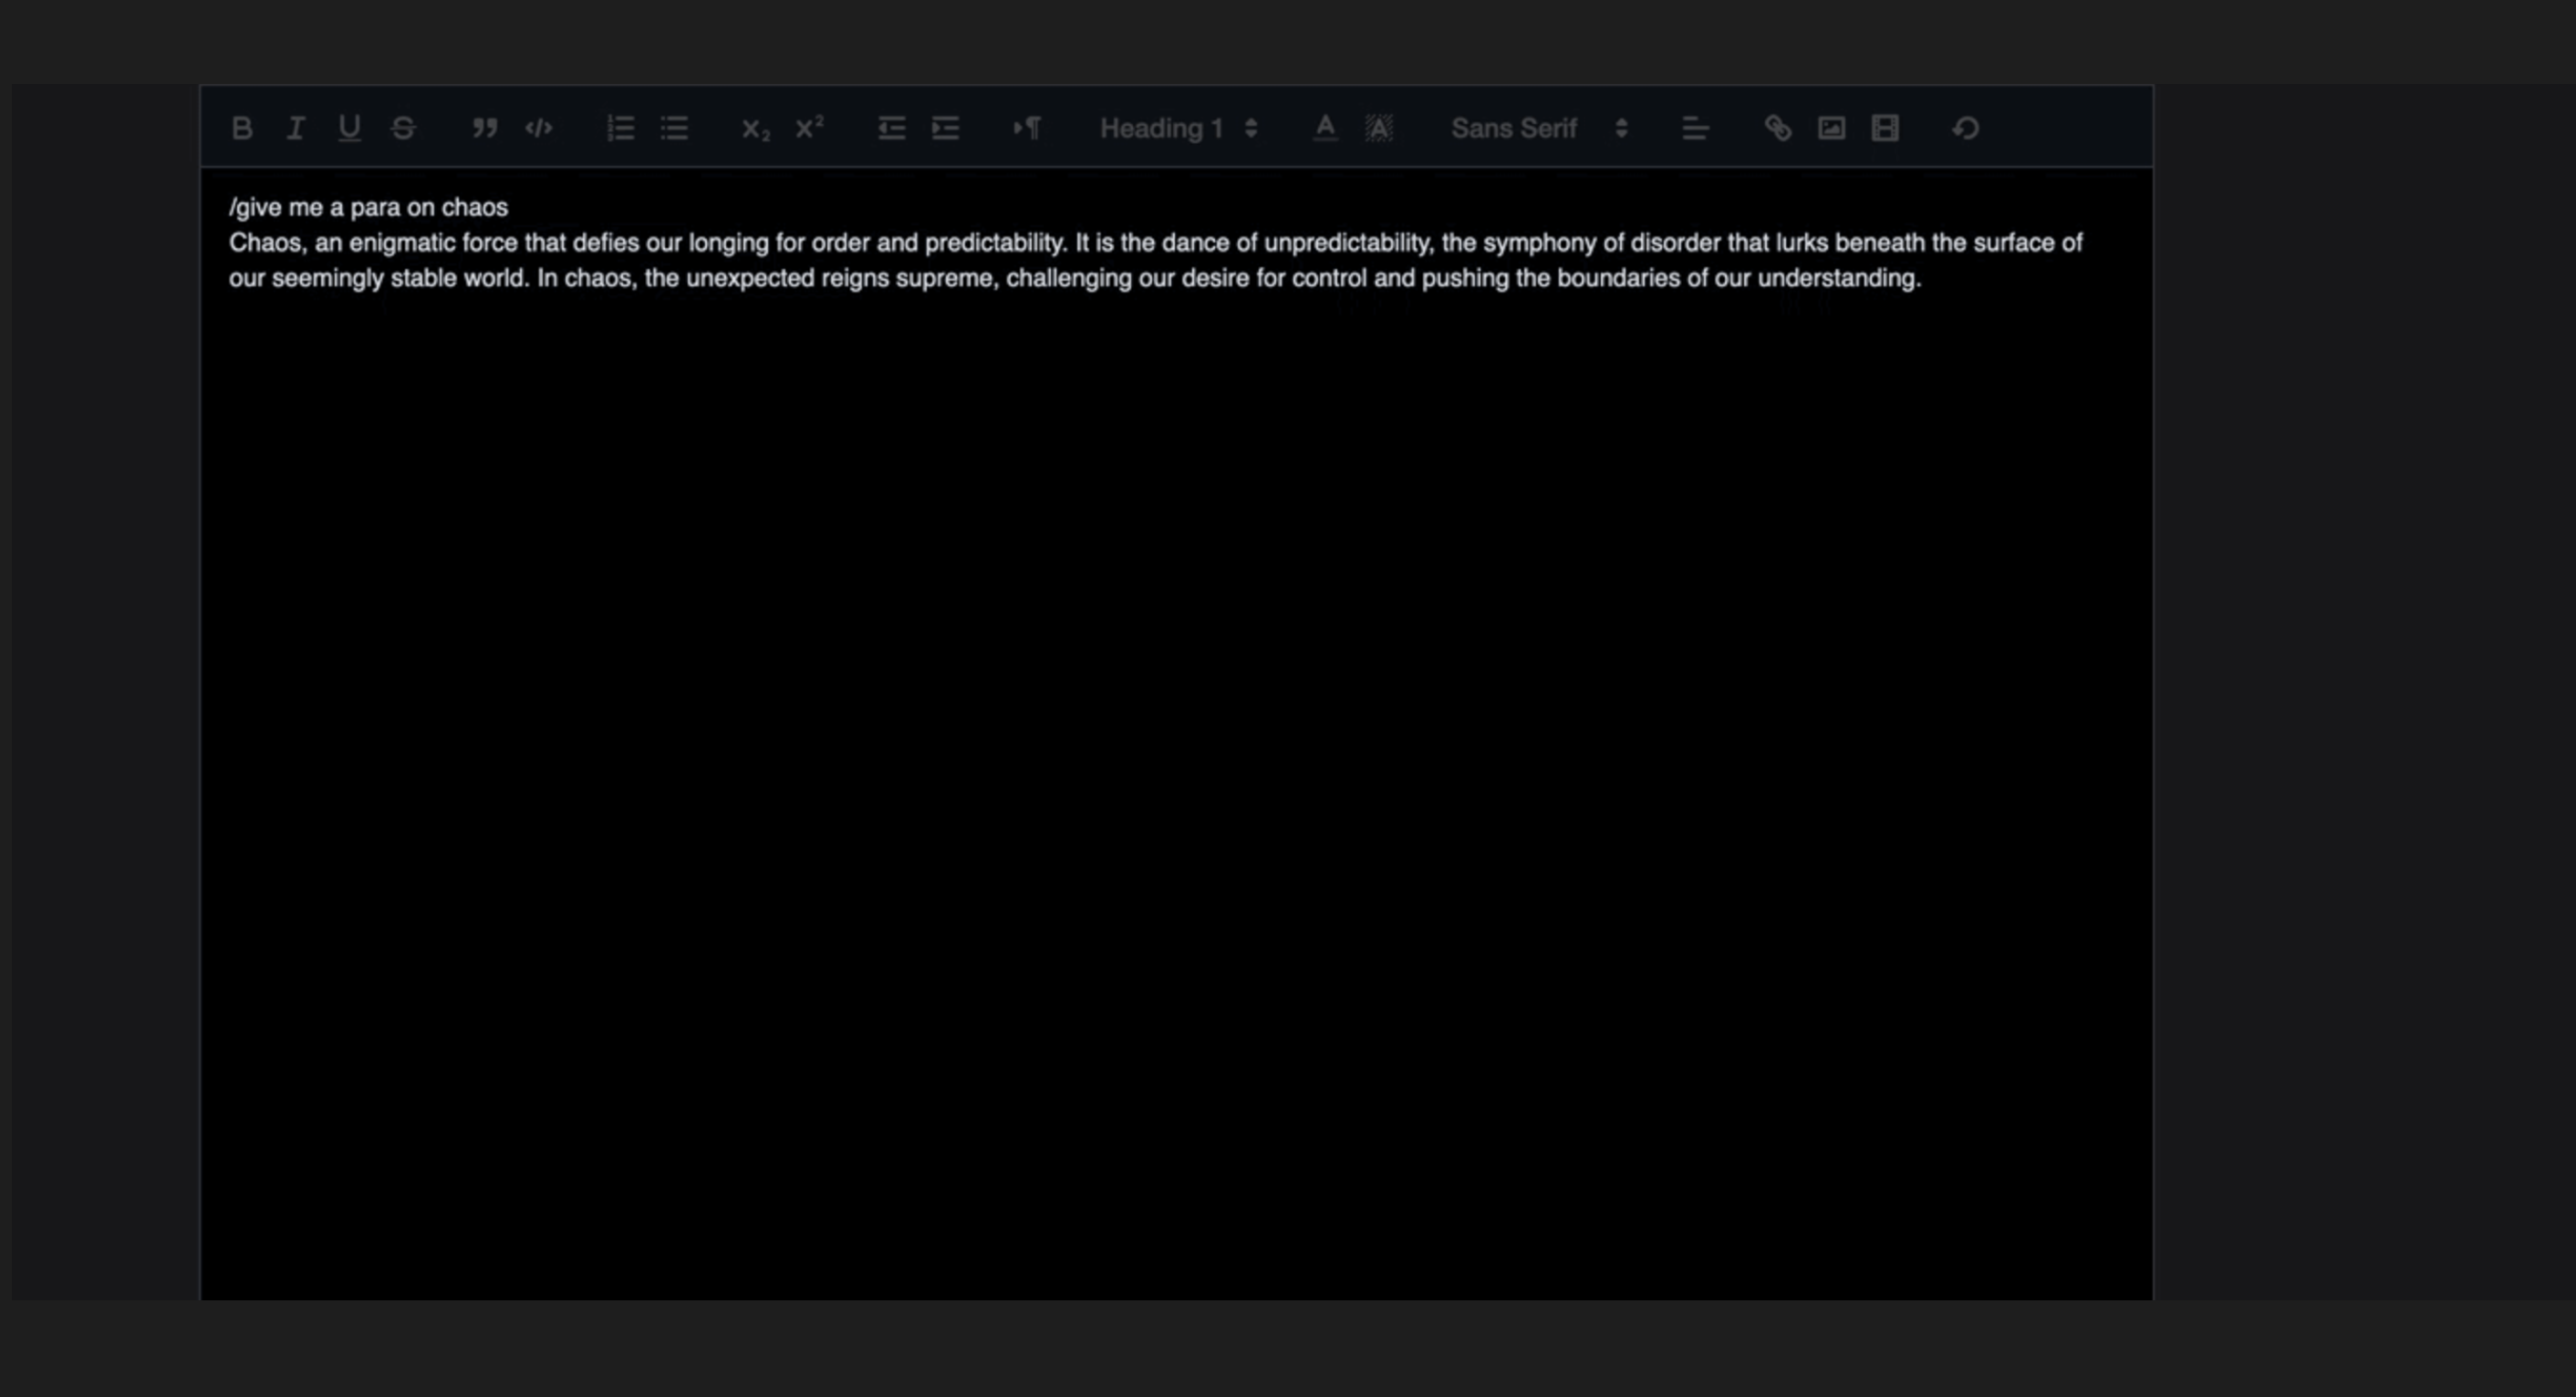 B I U S X2 X2 Heading 1 A A Sans Serif
/give me a para on chaos
Chaos, an enigmatic force that defies our longing for order and predictability. It is the dance of unpredictability, the symphony of disorder that lurks beneath the surface of
our seemingly stable world. In chaos, the unexpected reigns supreme, challenging our desire for control and pushing the boundaries of our understanding.